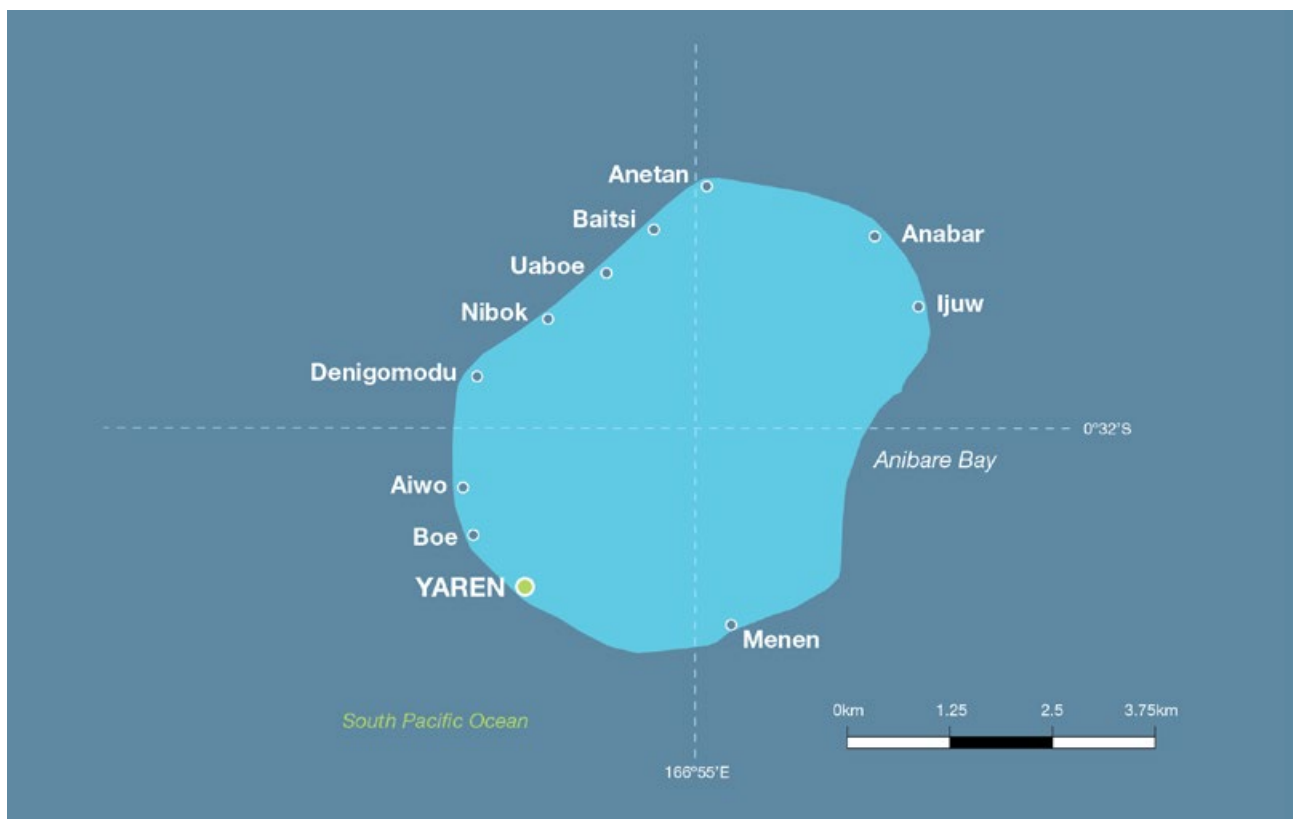 Anetan
Baitsi
Anabar
Uaboe
Ijuw
Nibok
Denigomodu
0°32'S
Anibare Bay
Aiwo
Boe
YAREN
Menen
South Pacific Ocean
0km 1.25 2.5 3.75km
166°55'E